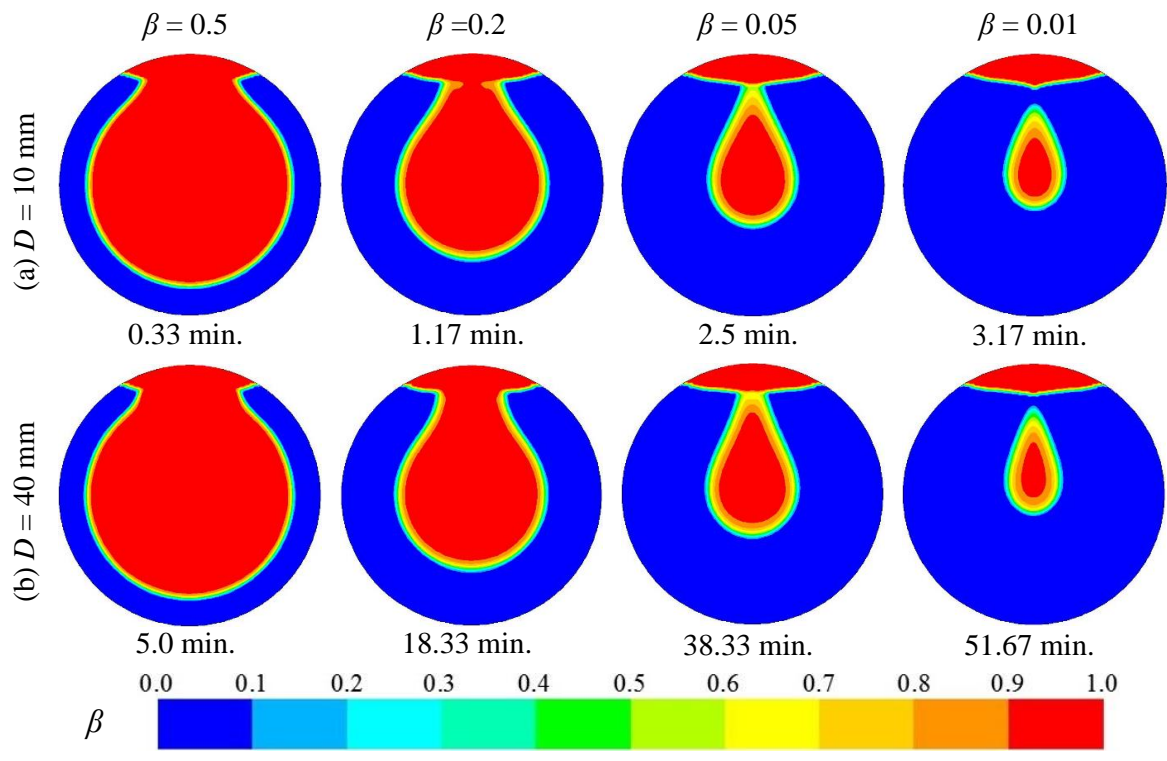 β = 0.5 β =0.2 β = 0.05 β = 0.01
(a) D = 10 mm
0.33 min. 1.17 min. 2.5 min. 3.17 min.
(b) D = 40 mm
5.0 min. 18.33 min. 38.33 min. 51.67 min.
0.0 0.1 0.2 0.3 0.4 0.5 0.6 0.7 0.8 0.9 1.0
β